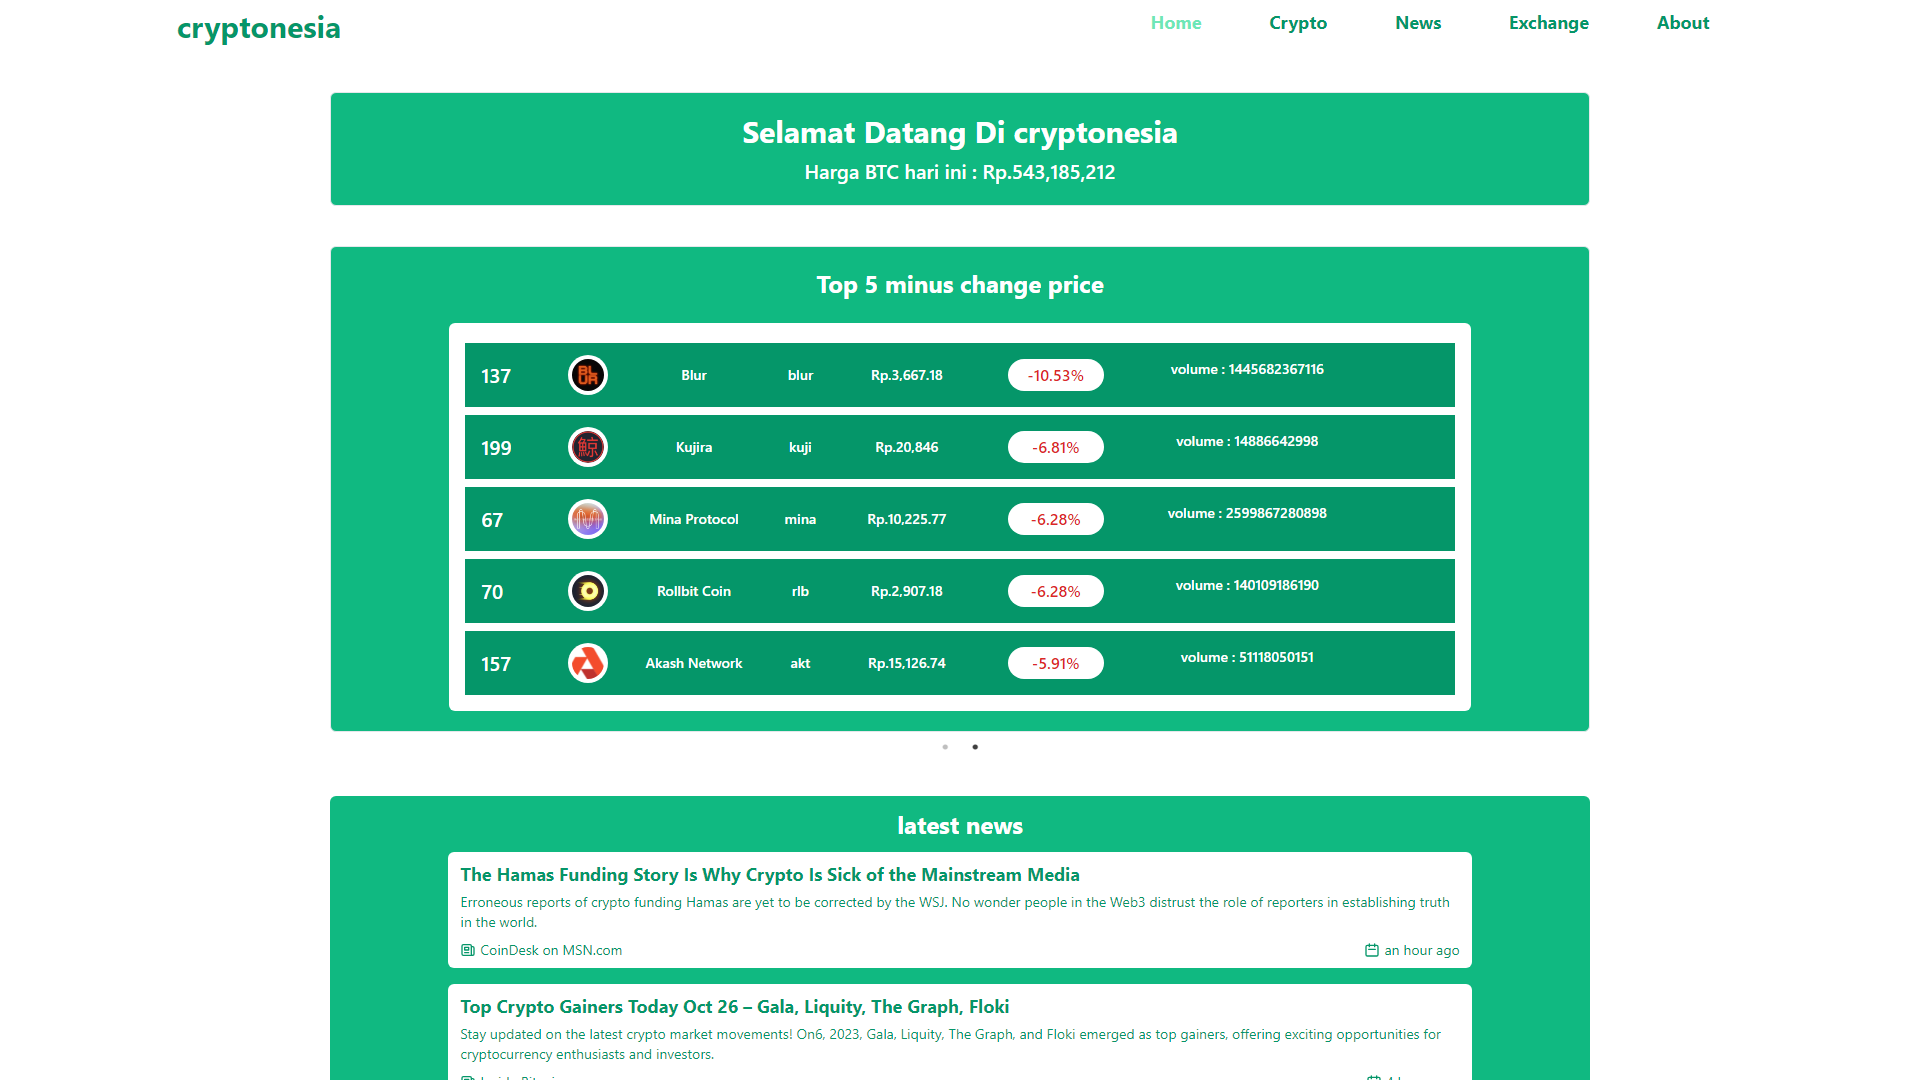 cryptonesia
Home Crypto News Exchange About
Selamat Datang Di cryptonesia
Harga BTC hari ini : Rp.543,185,212
Top 5 minus change price
137 BLUR Blur blur Rp.3,667.18 -10.53% volume : 1445682367116
199 鯨 Kujira kuji Rp.20,846 -6.81% volume : 14886642998
67 Mina Protocol mina Rp.10,225.77 -6.28% volume : 2599867280898
70 Rollbit Coin rlb Rp.2,907.18 -6.28% volume : 140109186190
157 Akash Network akt Rp.15,126.74 -5.91% volume : 51118050151
latest news
The Hamas Funding Story Is Why Crypto Is Sick of the Mainstream Media
Erroneous reports of crypto funding Hamas are yet to be corrected by the WSJ. No wonder people in the Web3 distrust the role of reporters in establishing truth
in the world.
CoinDesk on MSN.com an hour ago
Top Crypto Gainers Today Oct 26 – Gala, Liquity, The Graph, Floki
Stay updated on the latest crypto market movements! On6, 2023, Gala, Liquity, The Graph, and Floki emerged as top gainers, offering exciting opportunities for
cryptocurrency enthusiasts and investors.